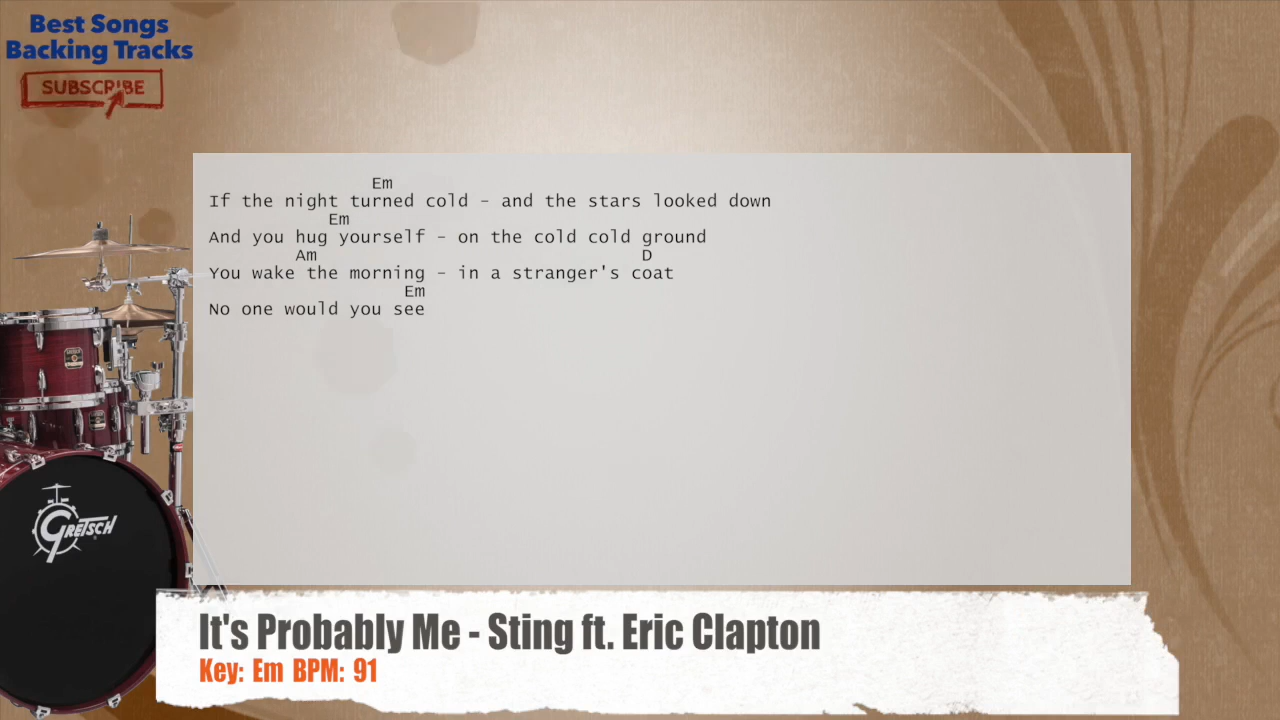 Best Songs
Backing Tracks
SUBSCRIBE
Em
If the night turned cold - and the stars looked down
Em
And you hug yourself - on the cold cold ground
Am D
You wake the morning - in a stranger's coat
Em
No one would you see
GRETSCH
It's Probably Me - Sting ft. Eric Clapton
Key: Em BPM: 91